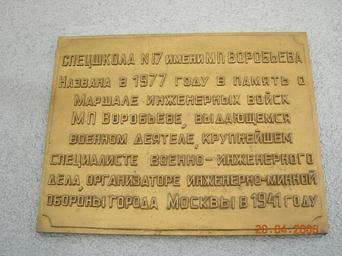 СПЕЦШКОЛА №17 ИМЕНИ М П ВОРОБЬЕВА
НАЗВАНА В 1977 ГОДУ В ПАМЯТЬ О
МАРШАЛЕ ИНЖЕНЕРНЫХ ВОЙСК
М П ВОРОБЬЕВЕ, ВЫДАЮЩЕМСЯ
ВОЕННОМ ДЕЯТЕЛЕ, КРУПНЕЙШЕМ
СПЕЦИАЛИСТЕ ВОЕННО-ИНЖЕНЕРНОГО
ДЕЛА, ОРГАНИЗАТОРЕ ИНЖЕНЕРНО-МИННОЙ
ОБОРОНЫ ГОРОДА МОСКВЫ В 1941 ГОДУ
20.04.2006